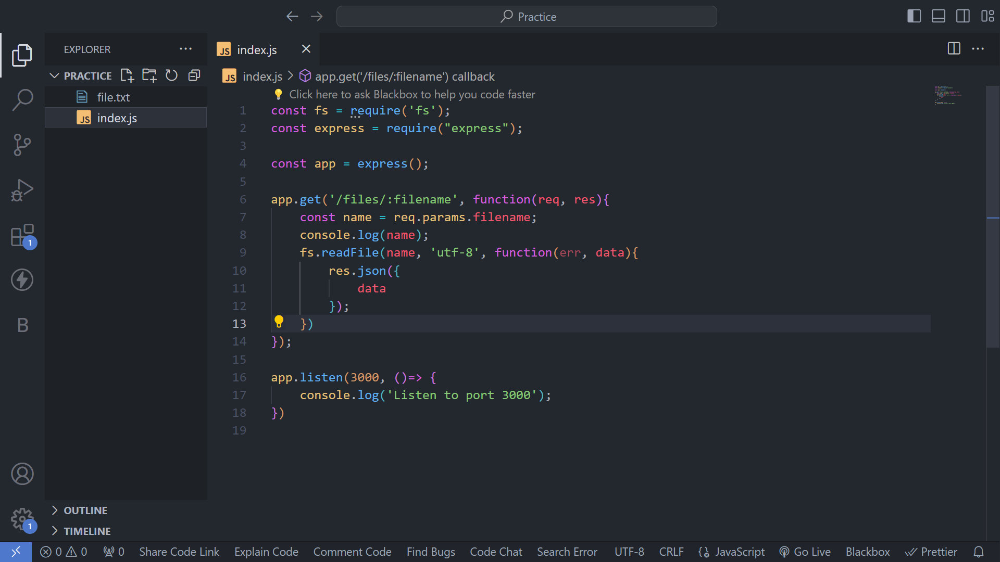 Practice
EXPLORER
PRACTICE
file.txt
JS index.js
OUTLINE
TIMELINE
1
B
1
JS index.js
JS index.js > app.get('/files/:filename') callback
Click here to ask Blackbox to help you code faster
1 const fs = require('fs');
2 const express = require("express");
3
4 const app = express();
5
6 app.get('/files/:filename', function(req, res){
7     const name = req.params.filename;
8     console.log(name);
9     fs.readFile(name, 'utf-8', function(err, data){
10         res.json({
11             data
12         });
13     })
14 });
15
16 app.listen(3000, ()=> {
17     console.log('Listen to port 3000');
18 })
19
0 0 0 Share Code Link Explain Code Comment Code Find Bugs Code Chat Search Error UTF-8 CRLF JavaScript Go Live Blackbox Prettier